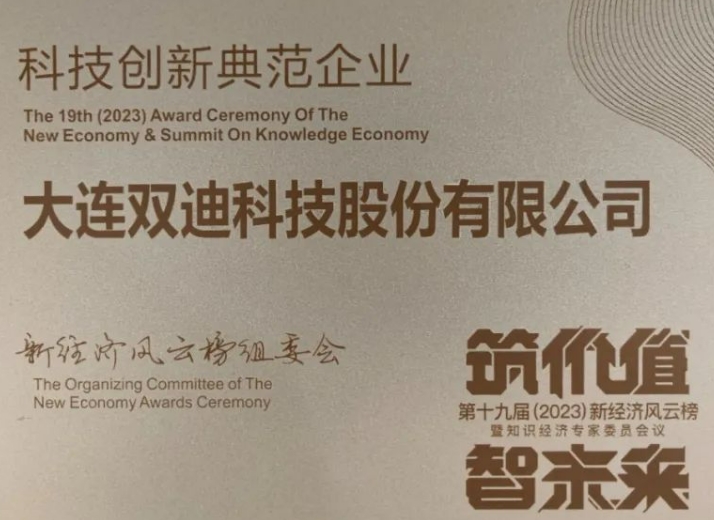 科技创新典范企业
The 19th (2023) Award Ceremony Of The
New Economy & Summit On Knowledge Economy
大连双迪科技股份有限公司
新经济风云榜组委会
The Organizing Committee of The
New Economy Awards Ceremony
筑价值
第十九届(2023)新经济风云榜
暨知识经济专家委员会议
智未来